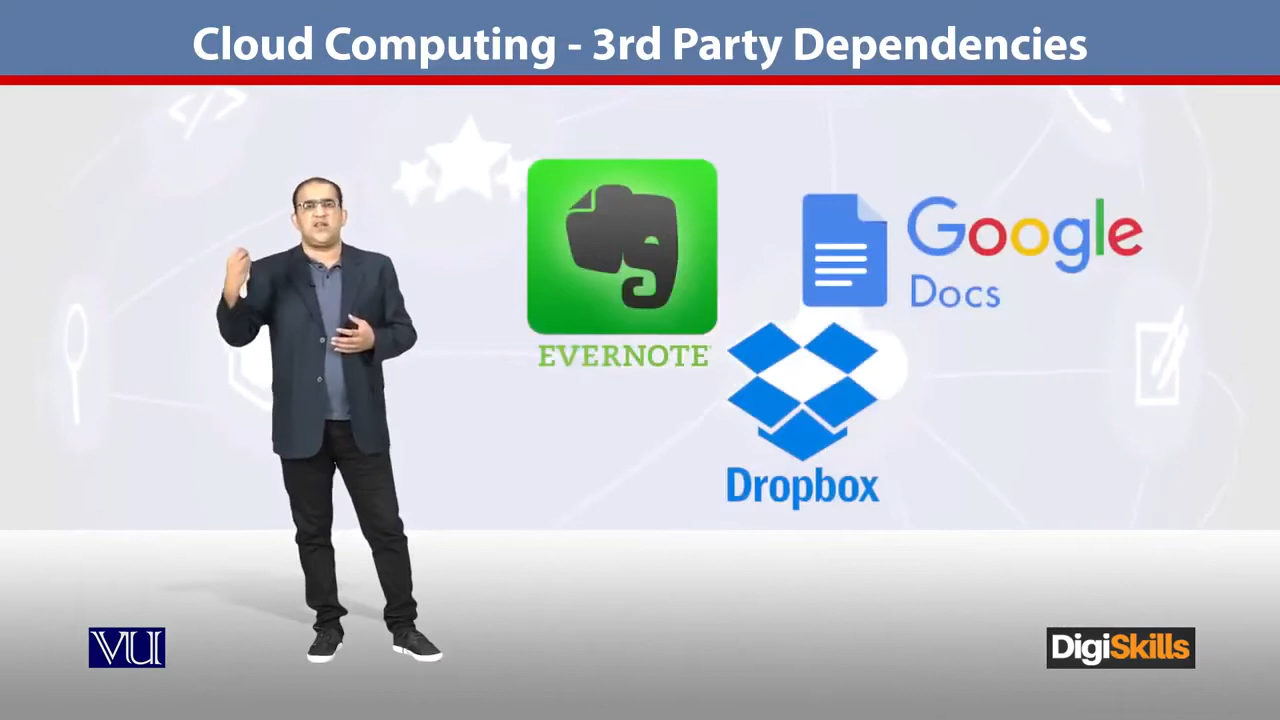 Cloud Computing - 3rd Party Dependencies
EVERNOTE
Google
Docs
Dropbox
VU
DigiSkills